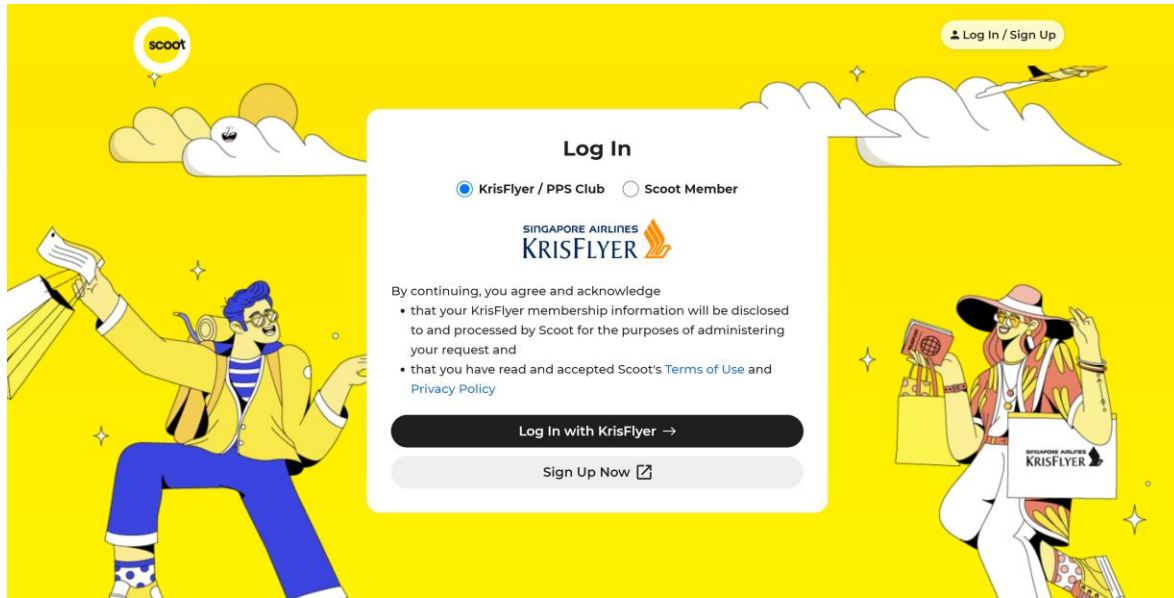 scoot
Log In / Sign Up
Log In
KrisFlyer / PPS Club
Scoot Member
SINGAPORE AIRLINES
KRISFLYER
By continuing, you agree and acknowledge
• that your KrisFlyer membership information will be disclosed
to and processed by Scoot for the purposes of administering
your request and
• that you have read and accepted Scoot's Terms of Use and
Privacy Policy
Log In with KrisFlyer →
Sign Up Now
SINGAPORE AIRLINES
KRISFLYER